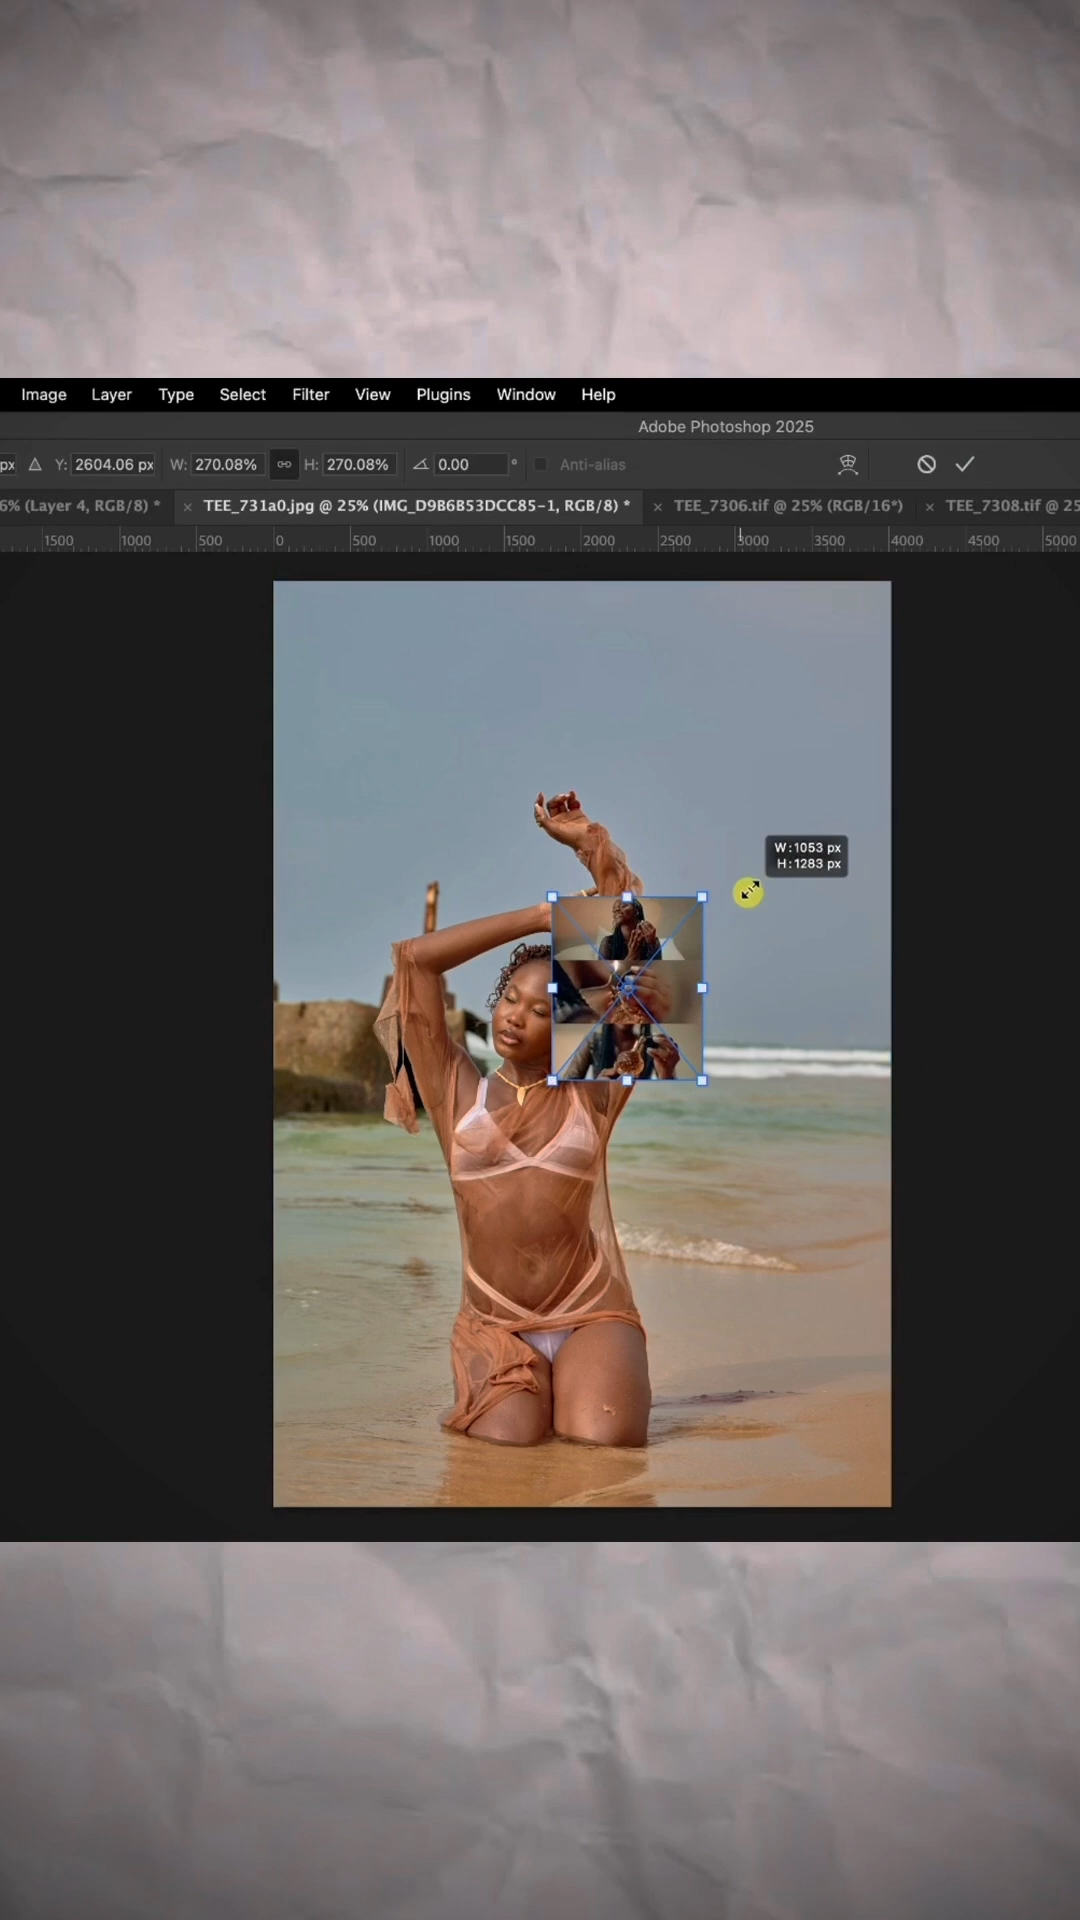 Image Layer Type Select Filter View Plugins Window Help
Adobe Photoshop 2025
px Y: 2604.06 px W: 270.08% H: 270.08% 0.00 ° Anti-alias
6% (Layer 4, RGB/8) * × TEE_731a0.jpg @ 25% (IMG_D9B6B53DCC85-1, RGB/8) * × TEE_7306.tif @ 25% (RGB/16*) × TEE_7308.tif @ 25
1500 1000 500 0 500 1000 1500 2000 2500 3000 3500 4000 4500 5000
W: 1053 px
H: 1283 px